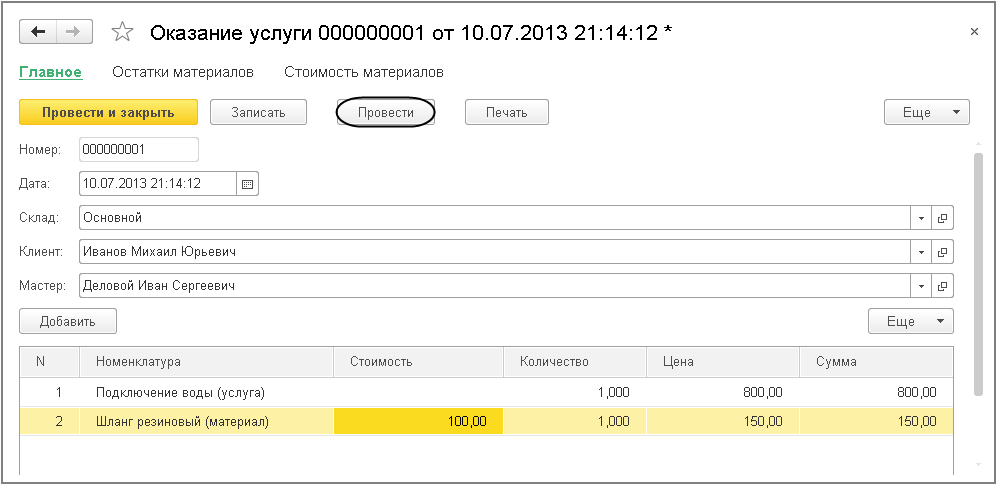 Оказание услуги 000000001 от 10.07.2013 21:14:12 *
Главное Остатки материалов Стоимость материалов
Провести и закрыть Записать Провести Печать Еще
Номер: 000000001
Дата: 10.07.2013 21:14:12
Склад: Основной
Клиент: Иванов Михаил Юрьевич
Мастер: Деловой Иван Сергеевич
Добавить Еще
N Номенклатура Стоимость Количество Цена Сумма
1 Подключение воды (услуга) 1,000 800,00 800,00
2 Шланг резиновый (материал) 100,00 1,000 150,00 150,00